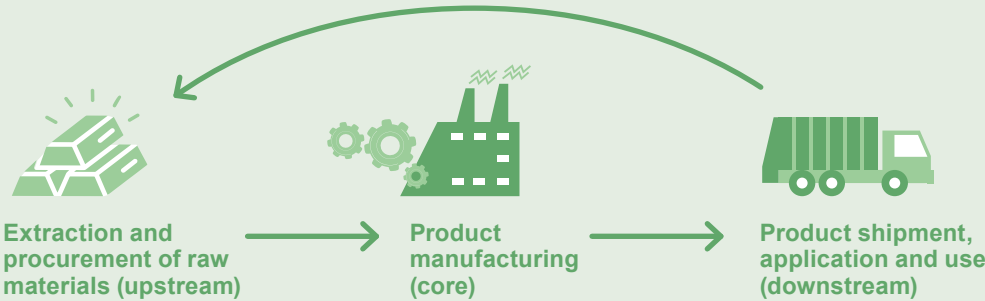 Extraction and
procurement of raw
materials (upstream)
Product
manufacturing
(core)
Product shipment,
application and use
(downstream)